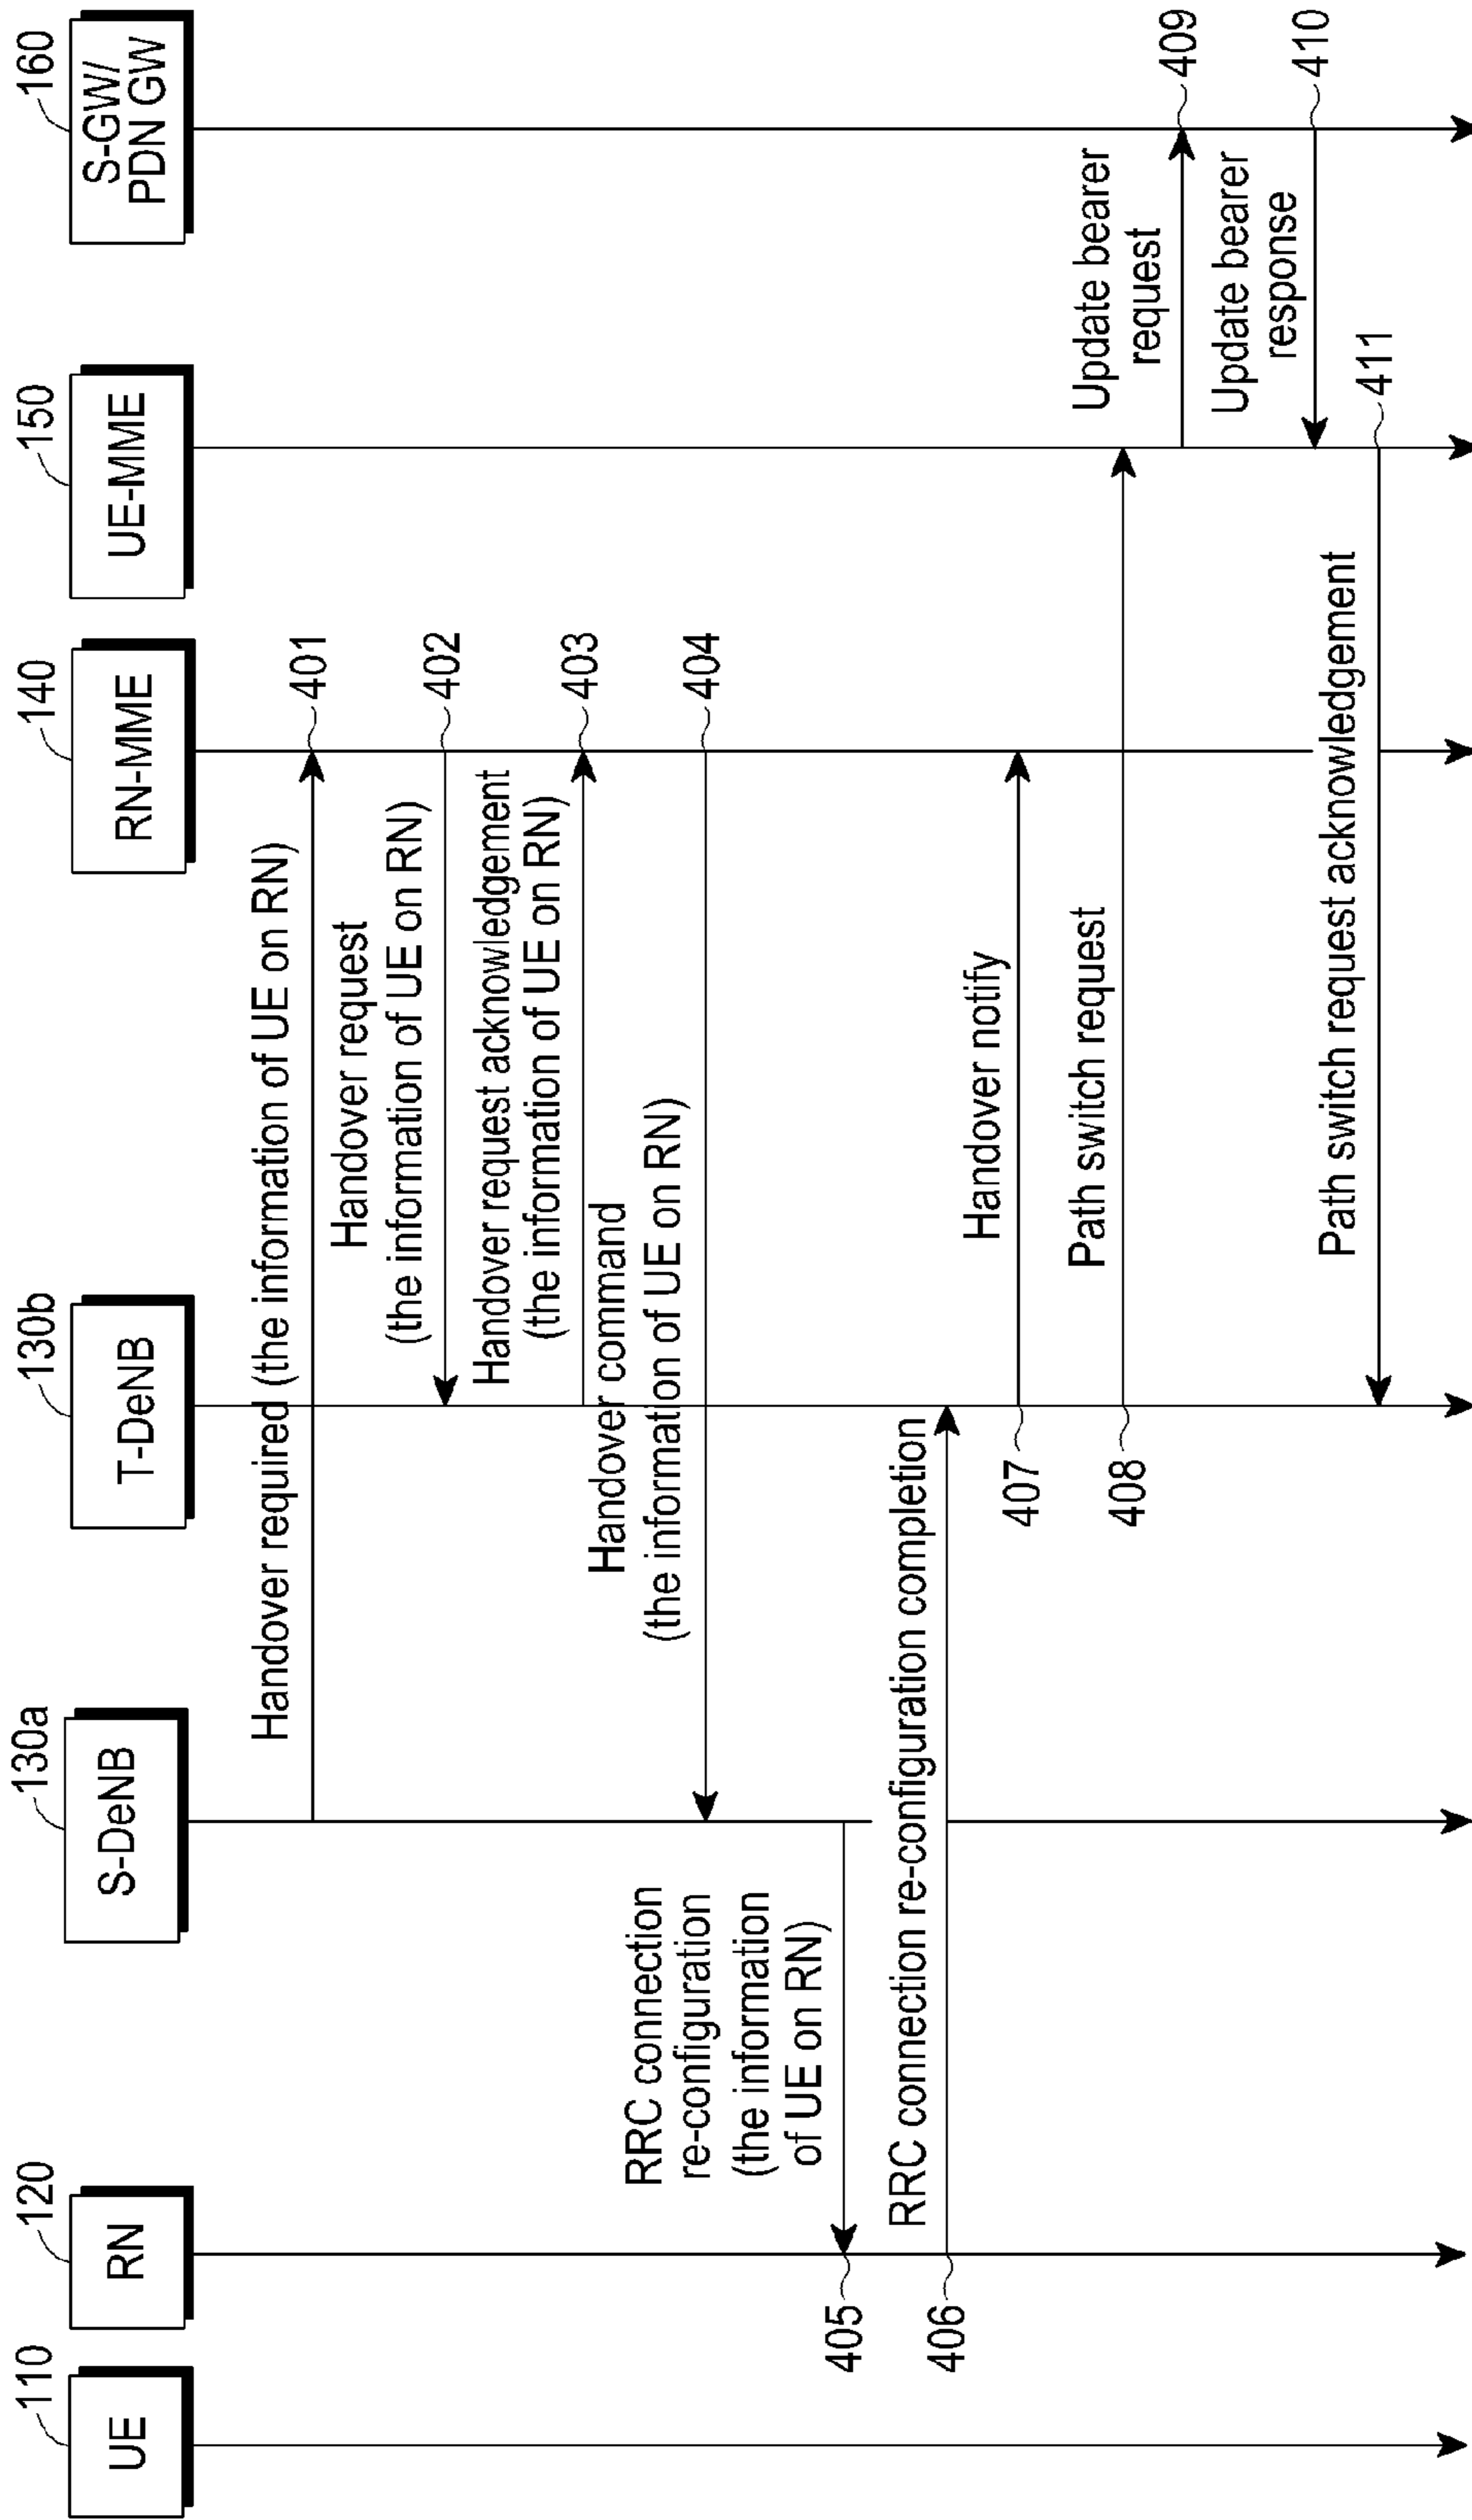 110
UE
120
RN
130a
S-DeNB
130b
T-DeNB
140
RN-MME
150
UE-MME
160
S-GW/
PDN GW
Handover required (the information of UE on RN)
401
Handover request
(the information of UE on RN)
402
Handover request acknowledgement
(the information of UE on RN)
403
Handover command
(the information of UE on RN)
404
RRC connection
re-configuration
(the information
of UE on RN)
405
RRC connection re-configuration completion
406
Handover notify
407
Path switch request
408
Update bearer
request
409
Update bearer
response
410
Path switch request acknowledgement
411